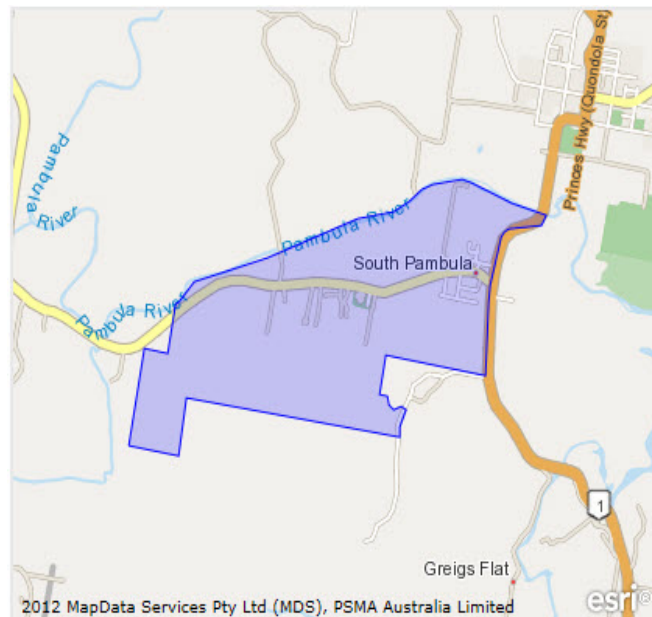 Princes Hwy (Quondola St)
Pambula
River
Pambula River
South Pambula
Pambula River
1
Greigs Flat
2012 MapData Services Pty Ltd (MDS), PSMA Australia Limited
esri®